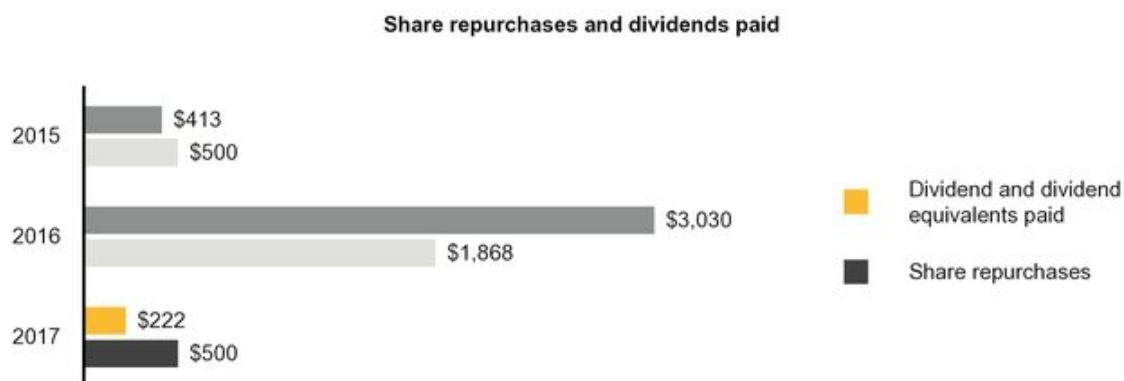 Share repurchases and dividends paid
2015
$413
$500
2016
$3,030
$1,868
2017
$222
$500
Dividend and dividend
equivalents paid
Share repurchases